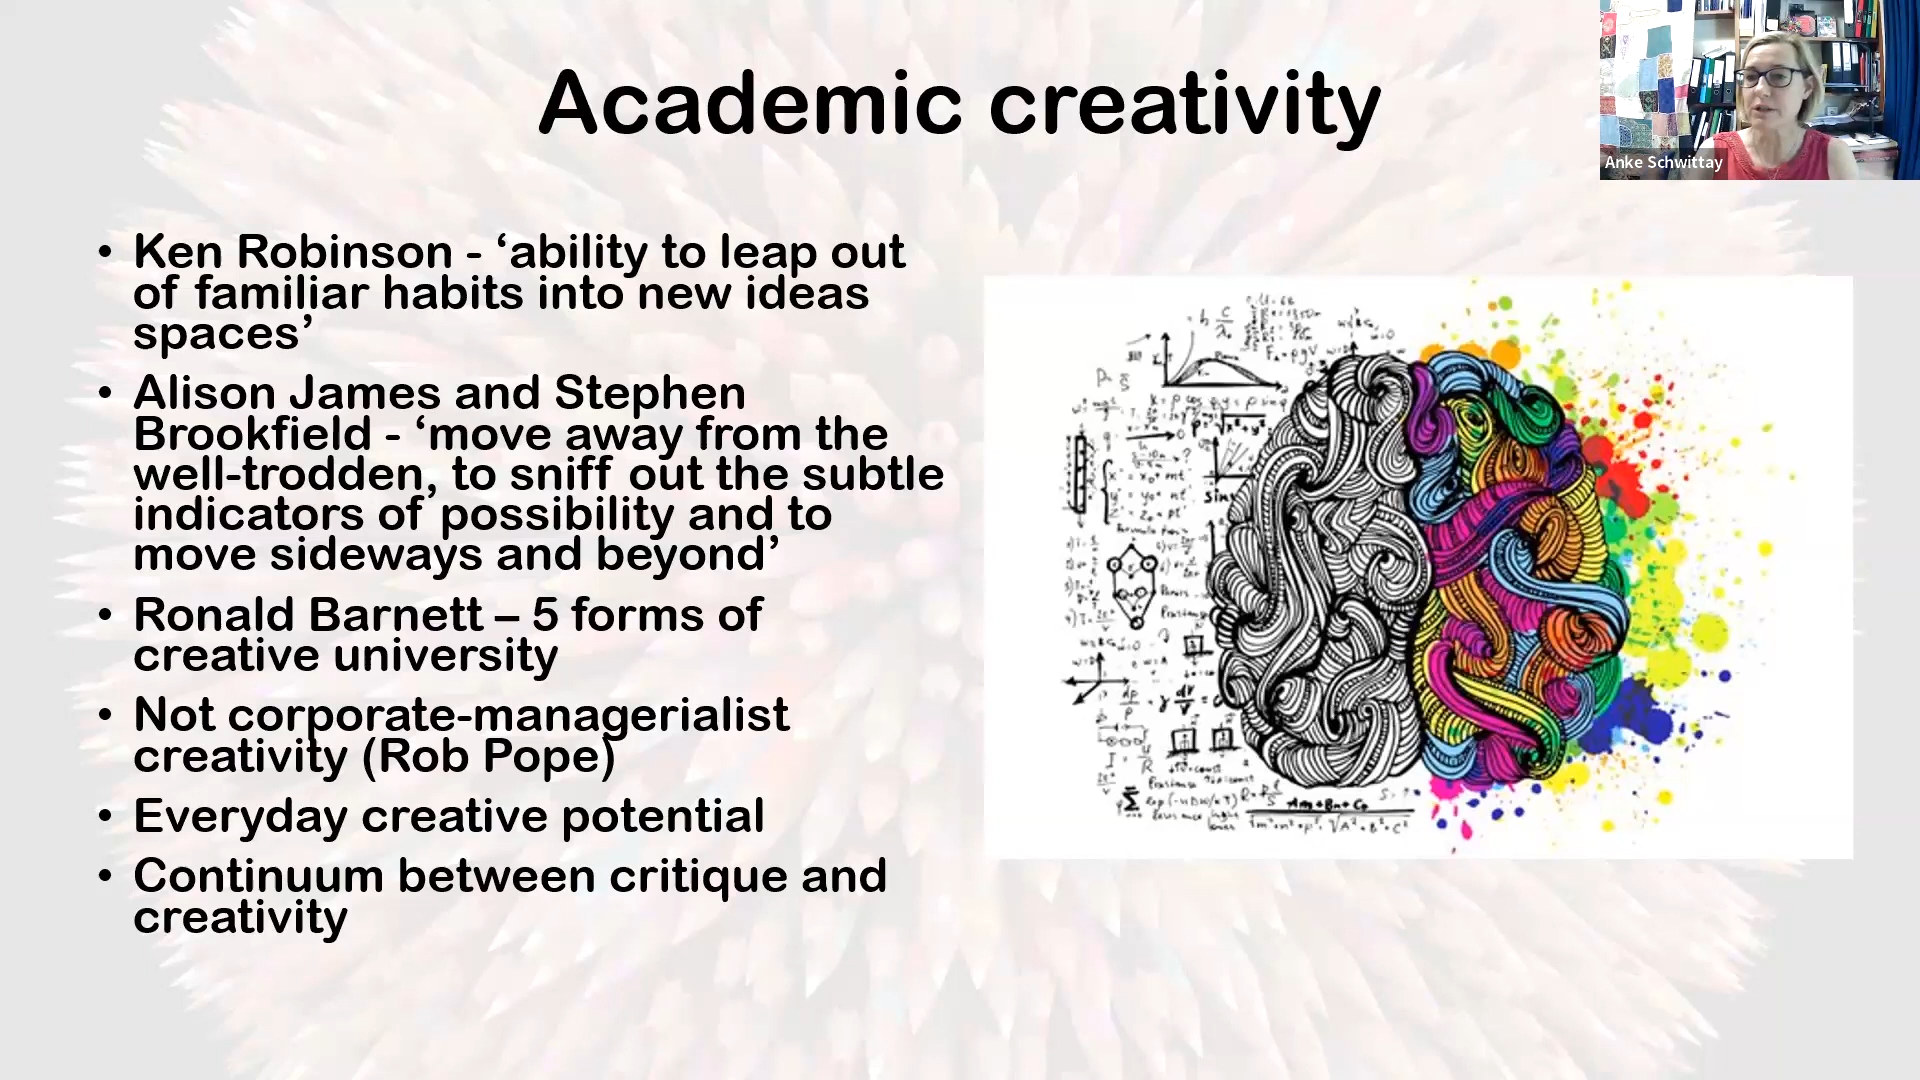 Academic creativity
Anke Schwittay
• Ken Robinson - ‘ability to leap out
of familiar habits into new ideas
spaces’
• Alison James and Stephen
Brookfield - ‘move away from the
well-trodden, to sniff out the subtle
indicators of possibility and to
move sideways and beyond’
• Ronald Barnett – 5 forms of
creative university
• Not corporate-managerialist
creativity (Rob Pope)
• Everyday creative potential
• Continuum between critique and
creativity